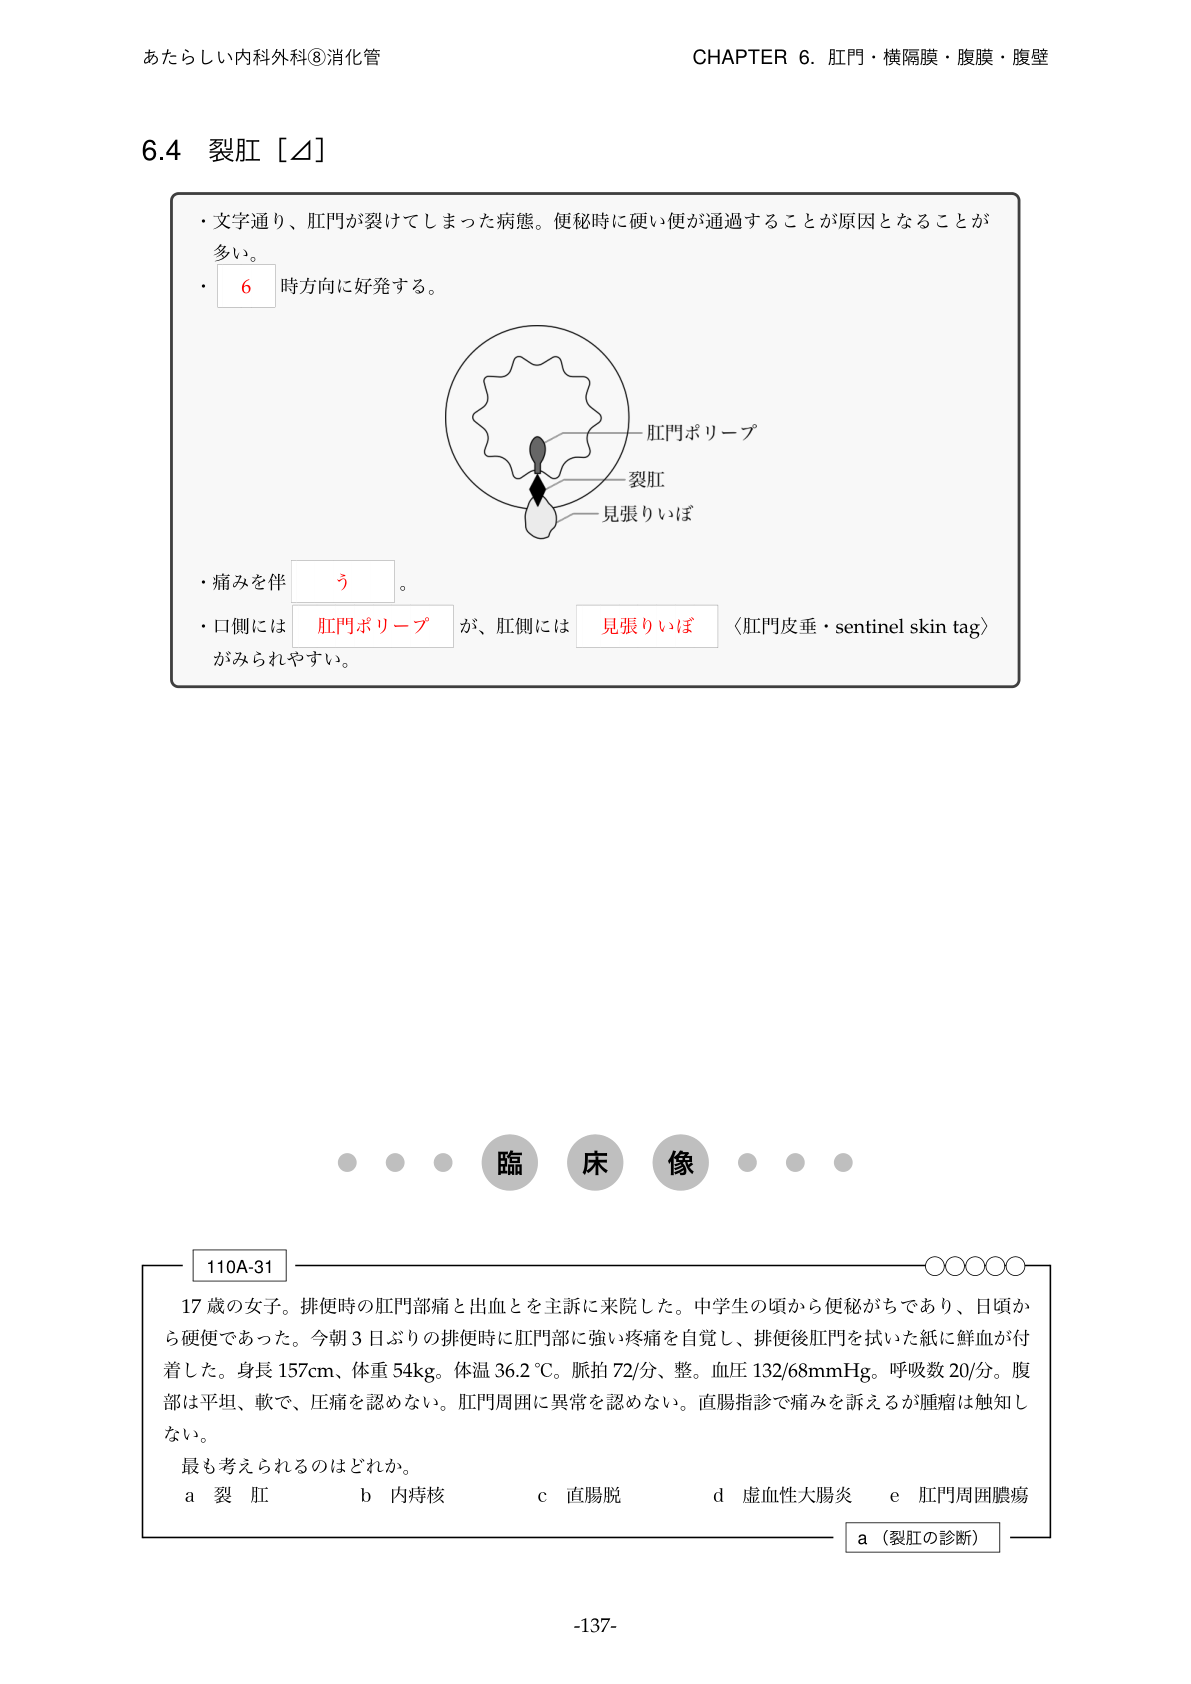 あたらしい内科外科⑧消化管 CHAPTER 6. 肛門・横隔膜・腹膜・腹壁
6.4 裂肛［⊿］
・文字通り、肛門が裂けてしまった病態。便秘時に硬い便が通過することが原因となることが
多い。
・ 6 時方向に好発する。
肛門ポリープ
裂肛
見張りいぼ
・痛みを伴 う 。
・口側には 肛門ポリープ が、肛側には 見張りいぼ 〈肛門皮垂・sentinel skin tag〉
がみられやすい。
臨 床 像
110A-31 ○○○○○
17 歳の女子。排便時の肛門部痛と出血とを主訴に来院した。中学生の頃から便秘がちであり、日頃か
ら硬便であった。今朝 3 日ぶりの排便時に肛門部に強い疼痛を自覚し、排便後肛門を拭いた紙に鮮血が付
着した。身長 157cm、体重 54kg。体温 36.2 ℃。脈拍 72/分、整。血圧 132/68mmHg。呼吸数 20/分。腹
部は平坦、軟で、圧痛を認めない。肛門周囲に異常を認めない。直腸指診で痛みを訴えるが腫瘤は触知し
ない。
最も考えられるのはどれか。
a 裂 肛 b 内痔核 c 直腸脱 d 虚血性大腸炎 e 肛門周囲膿瘍
a （裂肛の診断）
-137-